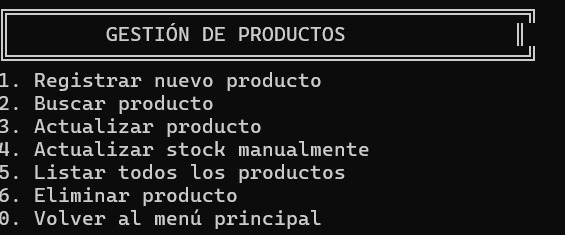 GESTIÓN DE PRODUCTOS
1. Registrar nuevo producto
2. Buscar producto
3. Actualizar producto
4. Actualizar stock manualmente
5. Listar todos los productos
6. Eliminar producto
0. Volver al menú principal